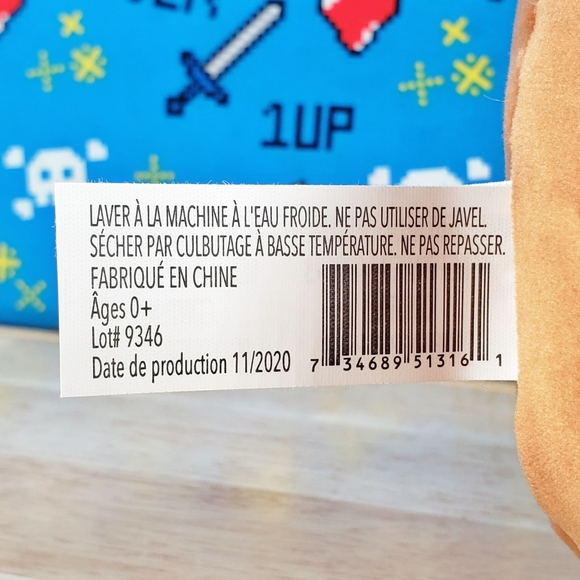 1UP
LAVER À LA MACHINE À L'EAU FROIDE. NE PAS UTILISER DE JAVEL.
SÉCHER PAR CULBUTAGE À BASSE TEMPÉRATURE. NE PAS REPASSER.
FABRIQUÉ EN CHINE
Âges 0+
Lot# 9346
Date de production 11/2020
7 34689 51316 1